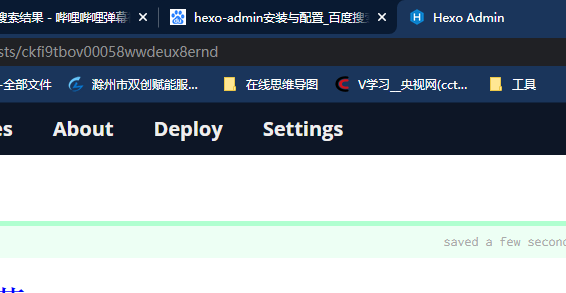 搜索结果 - 哔哩哔哩弹幕 hexo-admin安装与配置_百度搜 Hexo Admin
sts/ckfi9tbov00058wwdeux8ernd
-全部文件 滁州市双创赋能服... 在线思维导图 V学习__央视网(cct... 工具
es About Deploy Settings
saved a few second